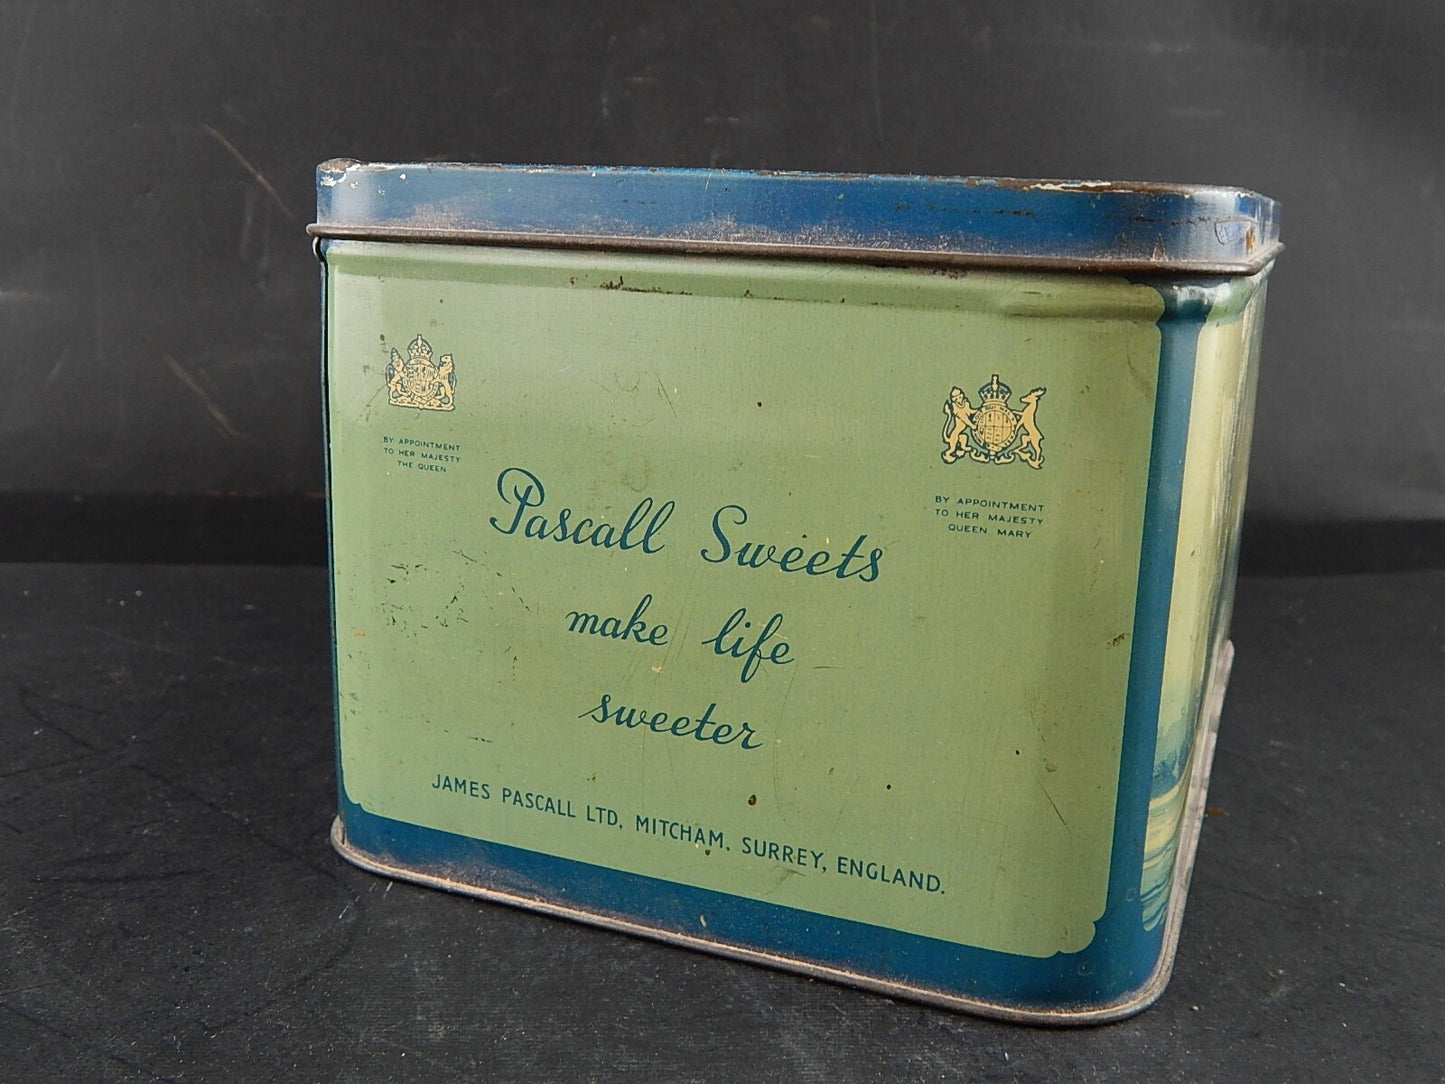 BY APPOINTMENT
TO HER MAJESTY
THE QUEEN
BY APPOINTMENT
TO HER MAJESTY
QUEEN MARY
Pascall Sweets
make life
sweeter
JAMES PASCALL LTD, MITCHAM, SURREY, ENGLAND.